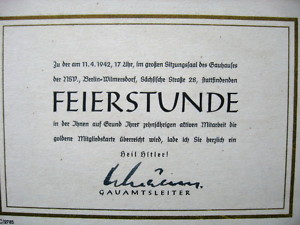 Zu der am 11.4.1942, 17 Uhr, im großen Sitzungssaal des Gauhauses
der NSV., Berlin-Wilmersdorf, Sächsische Straße 28, stattfindenden
FEIERSTUNDE
in der Ihnen auf Grund Ihrer zehnjährigen aktiven Mitarbeit die
goldene Mitgliedskarte überreicht wird, lade ich Sie herzlich ein
Heil Hitler!
GAUAMTSLEITER